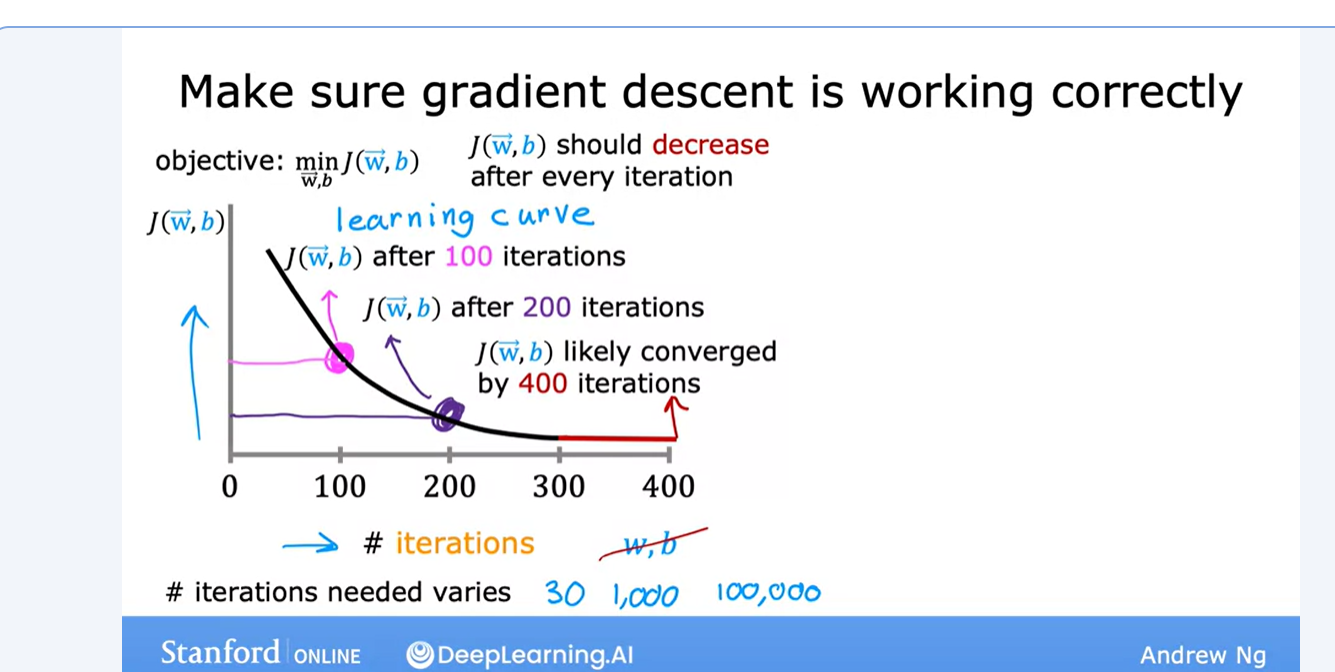 Make sure gradient descent is working correctly
objective: min J(w⃗, b)
w⃗,b
J(w⃗, b) should decrease
after every iteration
J(w⃗, b)
learning curve
J(w⃗, b) after 100 iterations
J(w⃗, b) after 200 iterations
J(w⃗, b) likely converged
by 400 iterations
0 100 200 300 400
→ # iterations w, b
# iterations needed varies 30 1,000 100,000
Stanford ONLINE DeepLearning.AI Andrew Ng